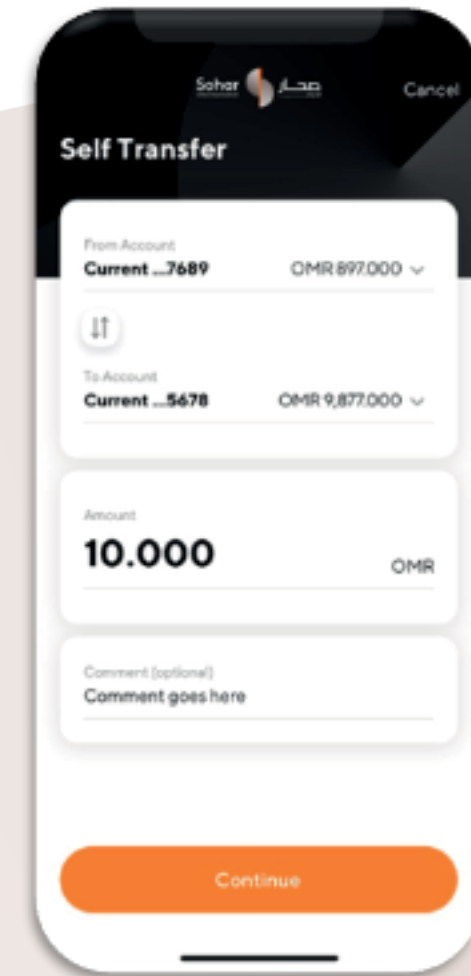 Sohar صحار
Cancel
Self Transfer
From Account
Current ...7689 OMR 897.000
To Account
Current ...5678 OMR 9,877.000
Amount
10.000 OMR
Comment (optional)
Comment goes here
Continue